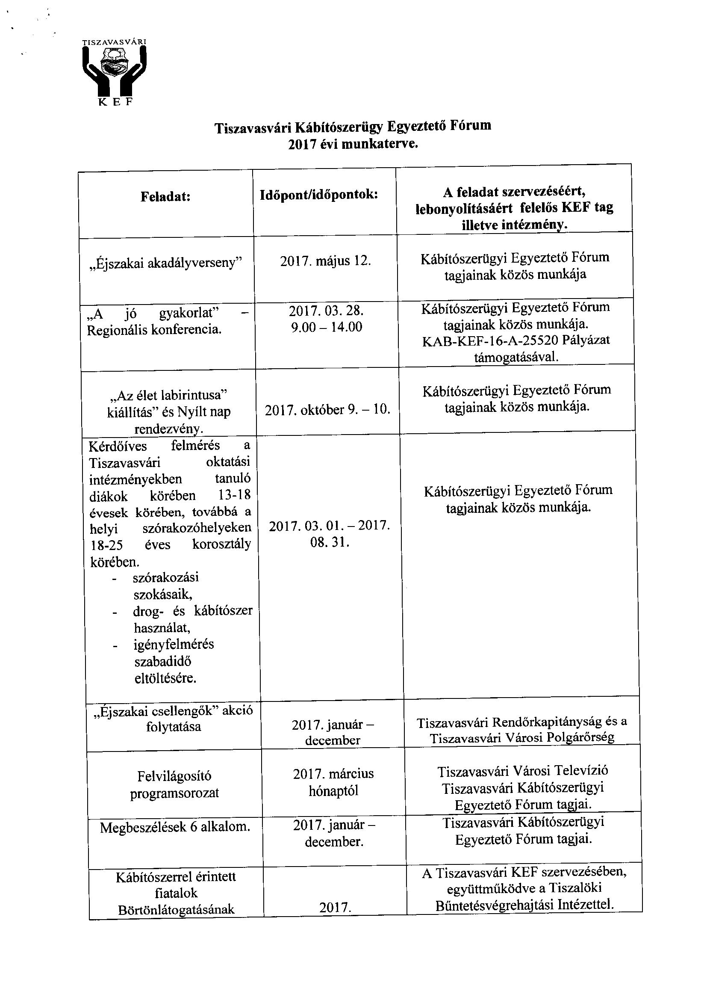 TISZAVASVÁRI
K E F
Tiszavasvári Kábítószerügy Egyeztető Fórum
2017 évi munkaterve.
Feladat:
Időpont/időpontok:
A feladat szervezéséért,
lebonyolításáért felelős KEF tag
illetve intézmény.
„Éjszakai akadályverseny”
2017. május 12.
Kábítószerügyi Egyeztető Fórum
tagjainak közös munkája
„A jó gyakorlat” –
Regionális konferencia.
2017. 03. 28.
9.00 – 14.00
Kábítószerügyi Egyeztető Fórum
tagjainak közös munkája.
KAB-KEF-16-A-25520 Pályázat
támogatásával.
„Az élet labirintusa”
kiállítás” és Nyílt nap
rendezvény.
2017. október 9. – 10.
Kábítószerügyi Egyeztető Fórum
tagjainak közös munkája.
Kérdőíves felmérés a
Tiszavasvári oktatási
intézményekben tanuló
diákok körében 13-18
évesek körében, továbbá a
helyi szórakozóhelyeken
18-25 éves korosztály
körében.
- szórakozási
szokásaik,
- drog- és kábítószer
használat,
- igényfelmérés
szabadidő
eltöltésére.
2017. 03. 01. – 2017.
08. 31.
Kábítószerügyi Egyeztető Fórum
tagjainak közös munkája.
„Éjszakai csellengők” akció
folytatása
2017. január –
december
Tiszavasvári Rendőrkapitányság és a
Tiszavasvári Városi Polgárőrség
Felvilágosító
programsorozat
2017. március
hónaptól
Tiszavasvári Városi Televízió
Tiszavasvári Kábítószerügyi
Egyeztető Fórum tagjai.
Megbeszélések 6 alkalom.
2017. január –
december.
Tiszavasvári Kábítószerügyi
Egyeztető Fórum tagjai.
Kábítószerrel érintett
fiatalok
Börtönlátogatásának
2017.
A Tiszavasvári KEF szervezésében,
együttműködve a Tiszalöki
Bűntetésvégrehajtási Intézettel.